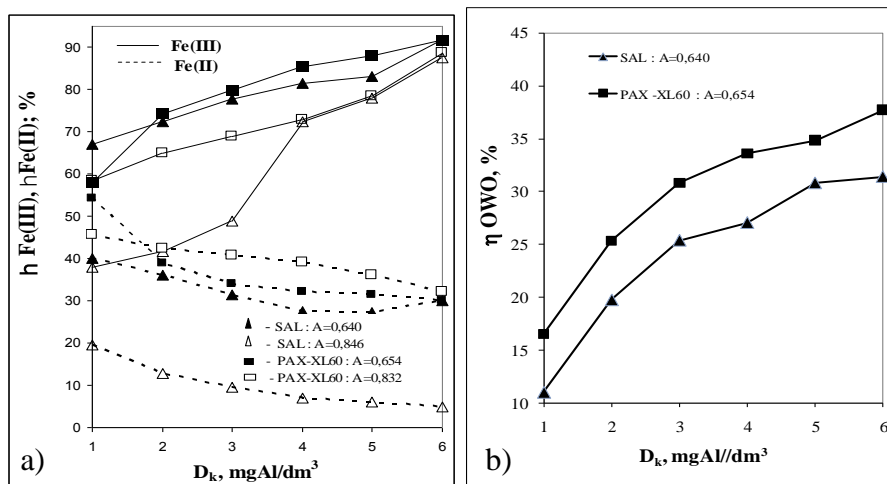 90
80
70
60
50
40
30
20
10
0
h Fe(III), hFe(II); %
Fe(III)
Fe(II)
- SAL : A=0,640
- SAL : A=0,846
- PAX-XL60 : A=0,654
- PAX-XL60 : A=0,832
1 2 3 4 5 6
a)
Dk, mgAl/dm³
45
40
35
30
25
20
15
10
η OWO, %
SAL : A=0,640
PAX -XL60 : A=0,654
1 2 3 4 5 6
b)
Dk, mgAl//dm³